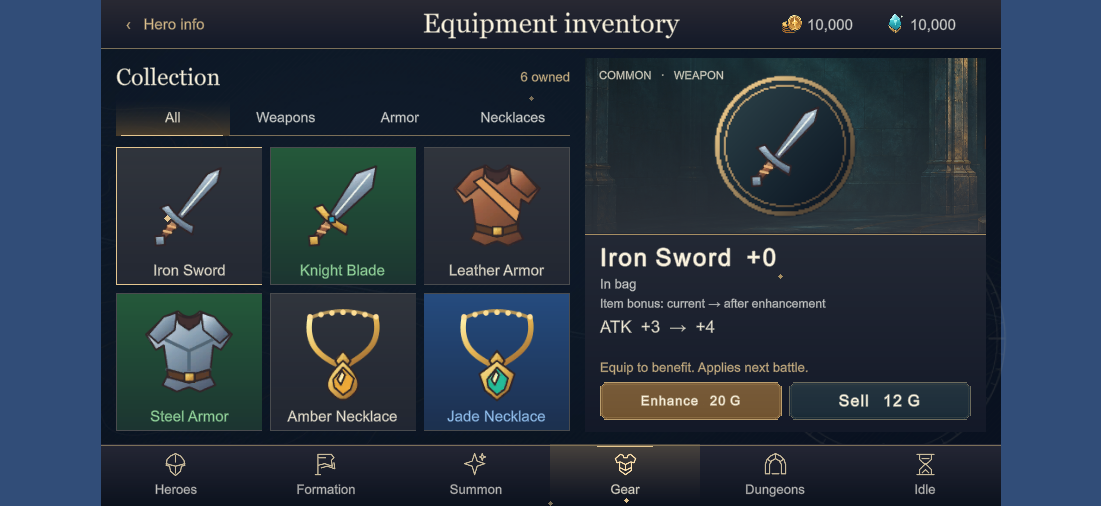 ‹ Hero info
Equipment inventory
10,000
10,000
Collection
6 owned
All
Weapons
Armor
Necklaces
Iron Sword
Knight Blade
Leather Armor
Steel Armor
Amber Necklace
Jade Necklace
COMMON · WEAPON
Iron Sword +0
In bag
Item bonus: current → after enhancement
ATK +3 → +4
Equip to benefit. Applies next battle.
Enhance 20 G
Sell 12 G
Heroes
Formation
Summon
Gear
Dungeons
Idle